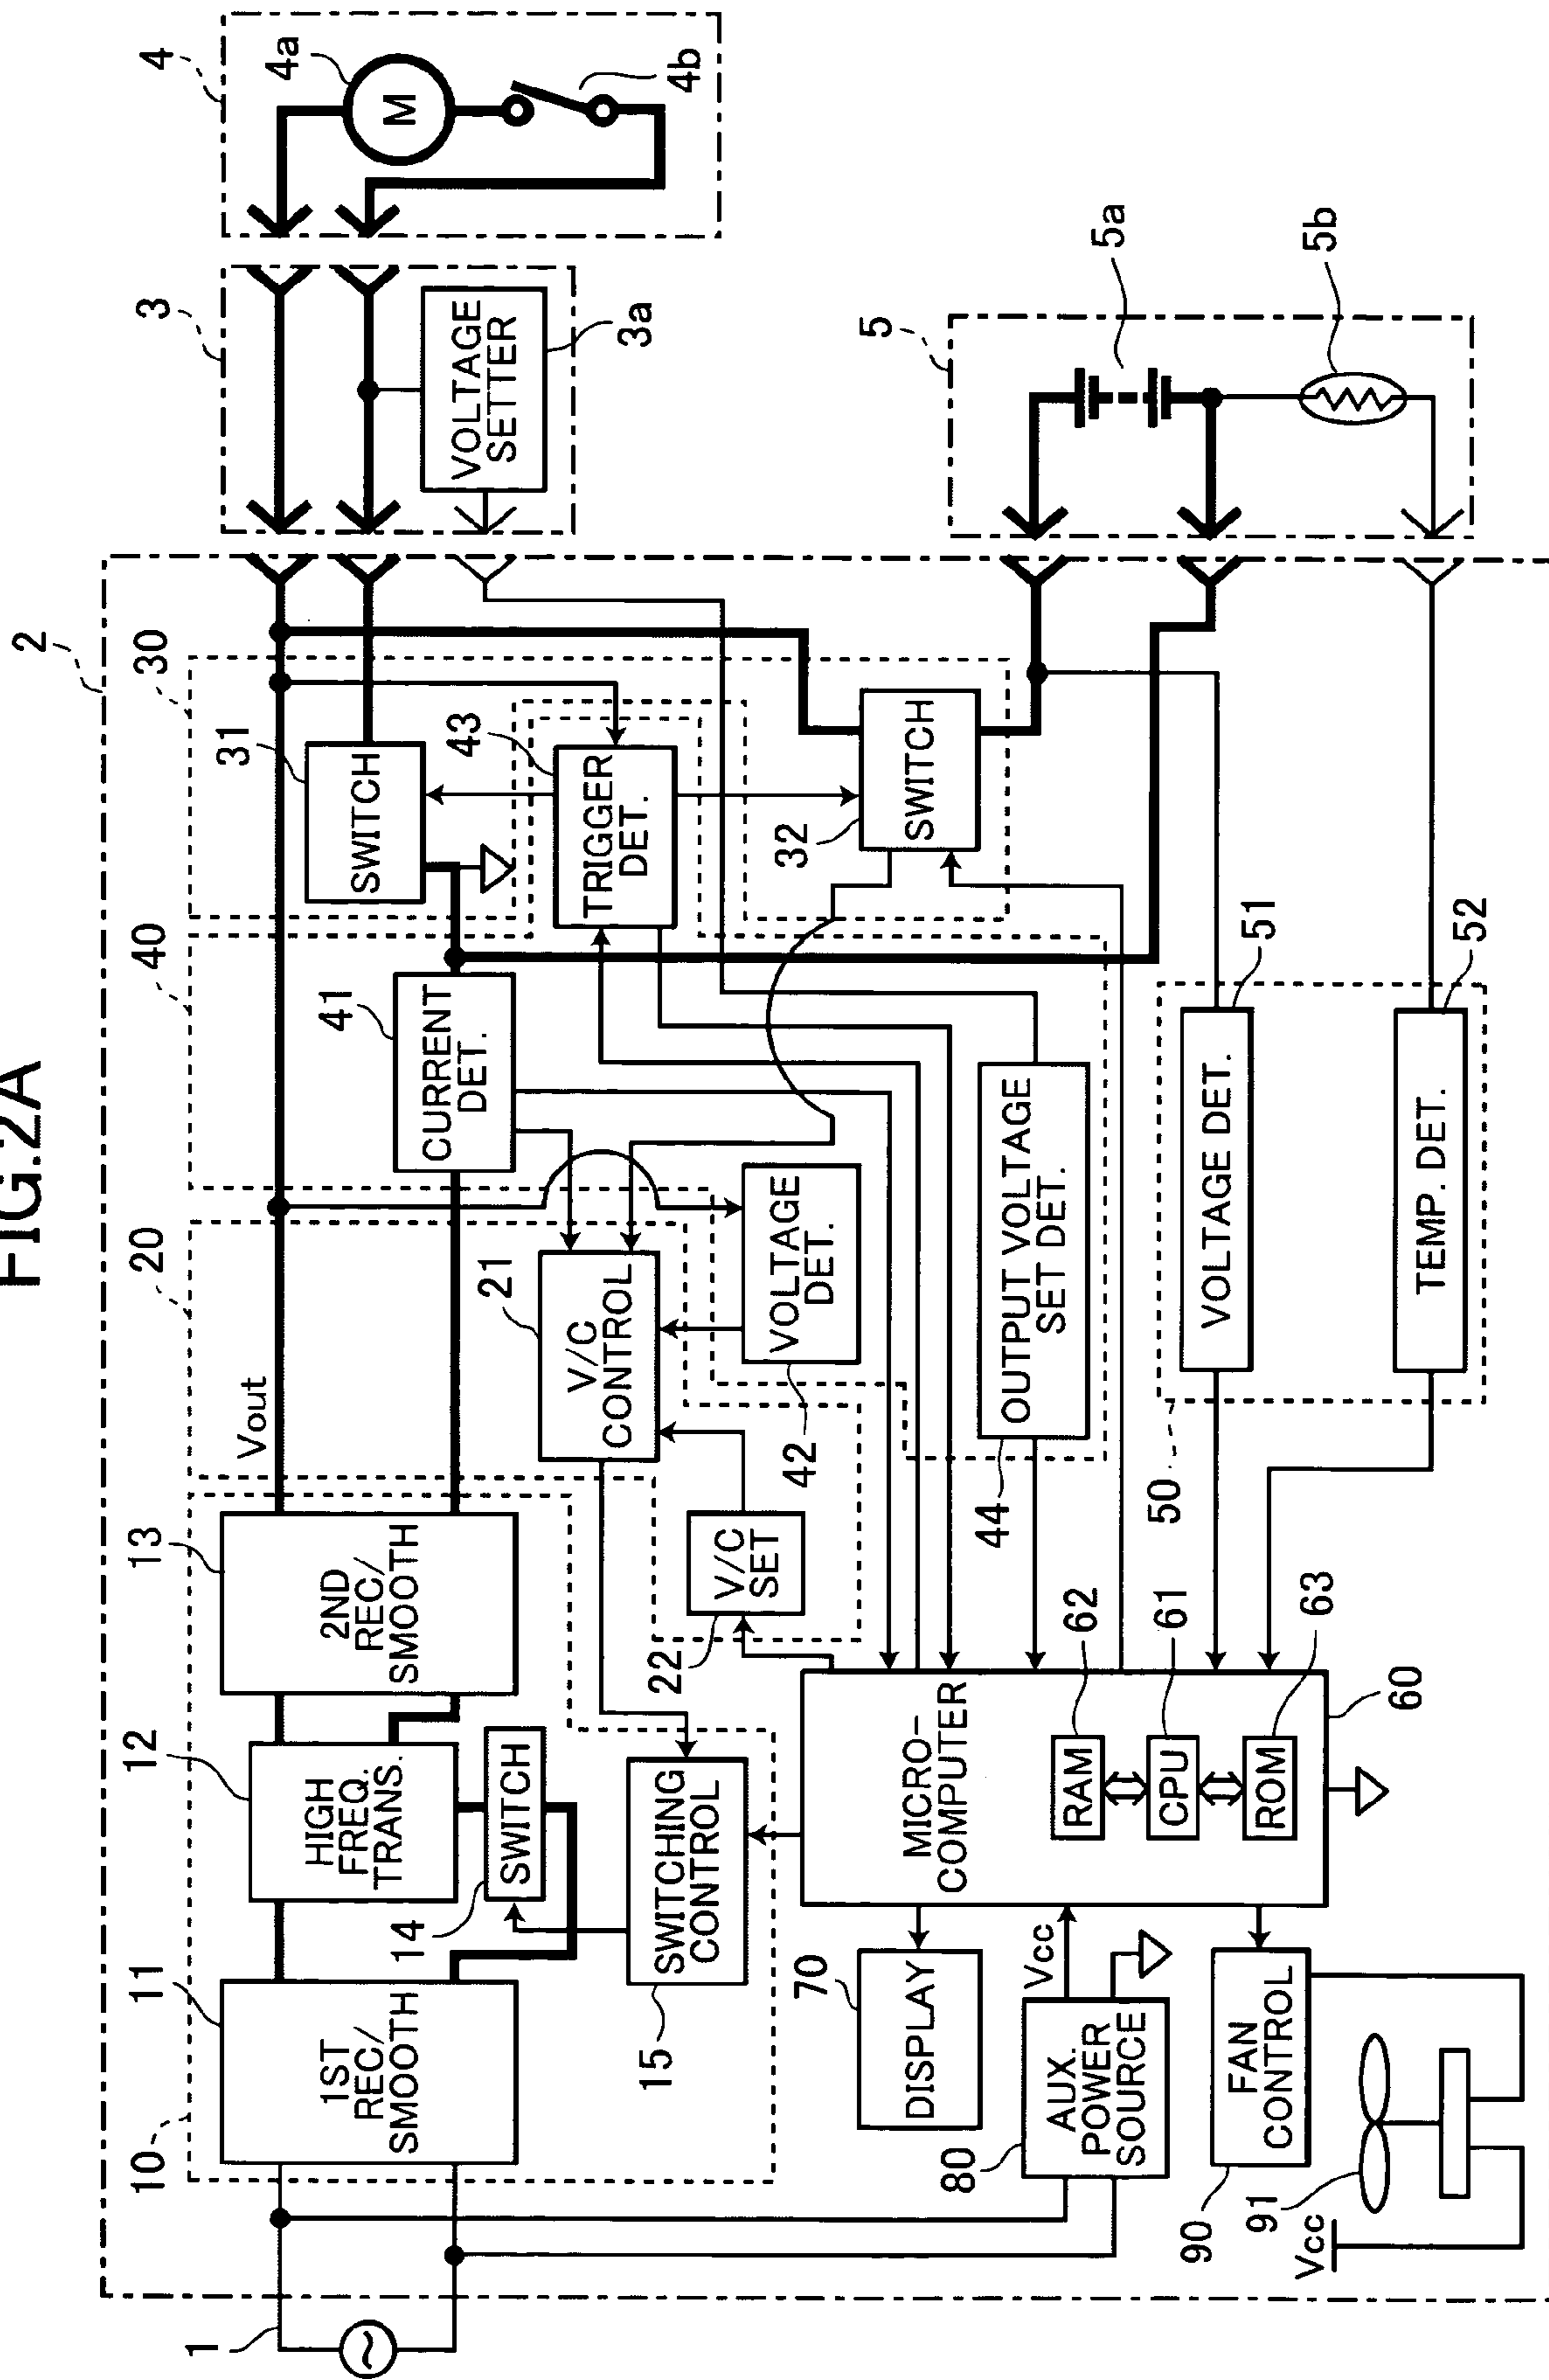 FIG.2A
2
1
10
11
1ST
REC/
SMOOTH
12
HIGH
FREQ.
TRANS.
13
2ND
REC/
SMOOTH
14
SWITCH
15
SWITCHING
CONTROL
Vout
20
21
V/C
CONTROL
22
V/C
SET
30
31
SWITCH
32
SWITCH
40
41
CURRENT
DET.
42
VOLTAGE
DET.
43
TRIGGER
DET.
44
OUTPUT VOLTAGE
SET DET.
3
VOLTAGE
SETTER
3a
4
4a
M
4b
5
5a
5b
50
51
VOLTAGE DET.
52
TEMP. DET.
60
MICRO-
COMPUTER
62
RAM
61
CPU
63
ROM
70
DISPLAY
80
AUX.
POWER
SOURCE
Vcc
90
FAN
CONTROL
91
Vcc